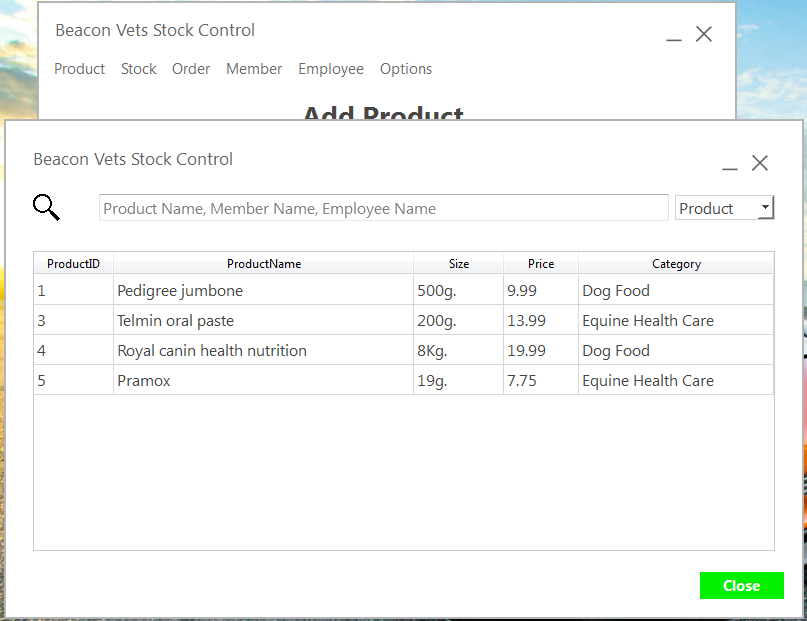 Beacon Vets Stock Control
Product Stock Order Member Employee Options
Add Product
Beacon Vets Stock Control
Product Name, Member Name, Employee Name Product
ProductID ProductName Size Price Category
1 Pedigree jumbone 500g. 9.99 Dog Food
3 Telmin oral paste 200g. 13.99 Equine Health Care
4 Royal canin health nutrition 8Kg. 19.99 Dog Food
5 Pramox 19g. 7.75 Equine Health Care
Close